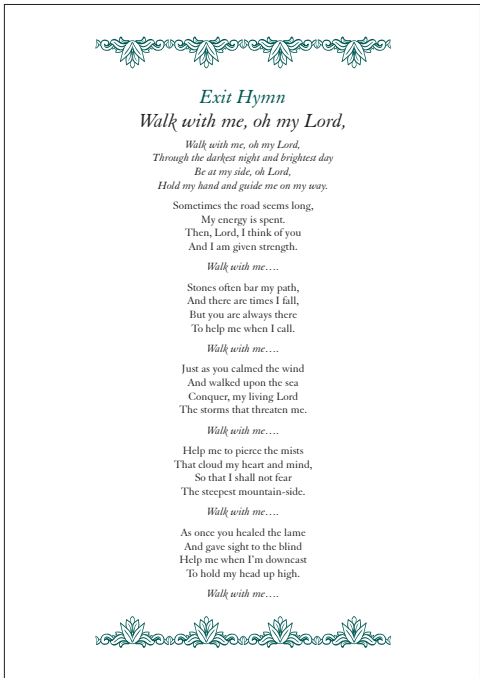 Exit Hymn
Walk with me, oh my Lord,
Walk with me, oh my Lord,
Through the darkest night and brightest day
Be at my side, oh Lord,
Hold my hand and guide me on my way.
Sometimes the road seems long,
My energy is spent.
Then, Lord, I think of you
And I am given strength.
Walk with me….
Stones often bar my path,
And there are times I fall,
But you are always there
To help me when I call.
Walk with me….
Just as you calmed the wind
And walked upon the sea
Conquer, my living Lord
The storms that threaten me.
Walk with me….
Help me to pierce the mists
That cloud my heart and mind,
So that I shall not fear
The steepest mountain-side.
Walk with me….
As once you healed the lame
And gave sight to the blind
Help me when I’m downcast
To hold my head up high.
Walk with me….